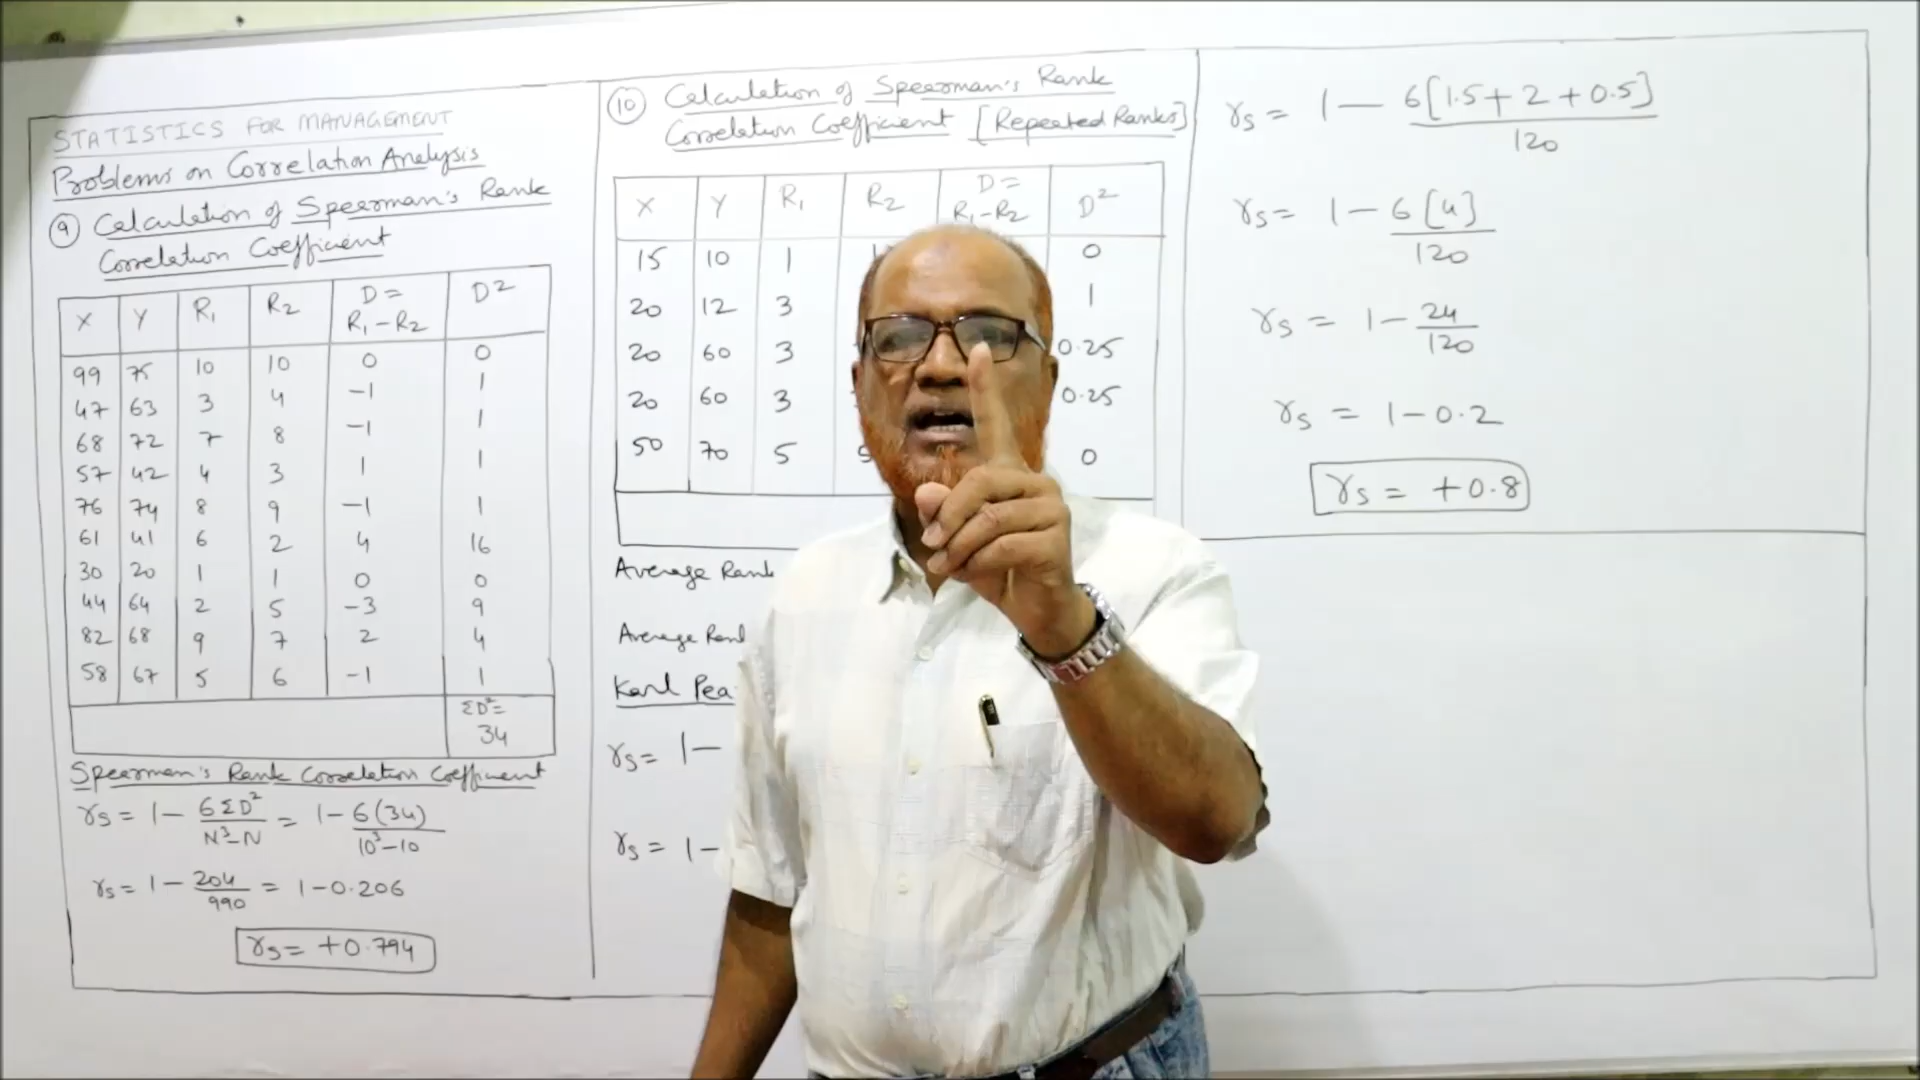 STATISTICS FOR MANAGEMENT
Problems on Correlation Analysis
9 Calculation of Spearman's Rank
Correlation Coefficient
X Y R1 R2 D = R1-R2 D²
99 75 10 10 0 0
47 63 3 4 -1 1
68 72 7 8 -1 1
57 42 4 3 1 1
76 74 8 9 -1 1
61 41 6 2 4 16
30 20 1 1 0 0
44 64 2 5 -3 9
82 68 9 7 2 4
58 67 5 6 -1 1
ΣD²=
34
Spearman's Rank Correlation Coefficient
rs = 1 - 6ΣD²/N³-N = 1 - 6(34)/10³-10
rs = 1 - 204/990 = 1-0.206
rs = +0.794
10 Calculation of Spearman's Rank
Correlation Coefficient [Repeated Ranks]
X Y R1 R2 D = R1-R2 D²
15 10 1 0
20 12 3 1
20 60 3 0.25
20 60 3 0.25
50 70 5 0
Average Rank
Average Rank
Karl
rs = 1-
rs = 1-
rs = 1 - 6[1.5+2+0.5]/120
rs = 1 - 6[4]/120
rs = 1 - 24/120
rs = 1-0.2
rs = +0.8